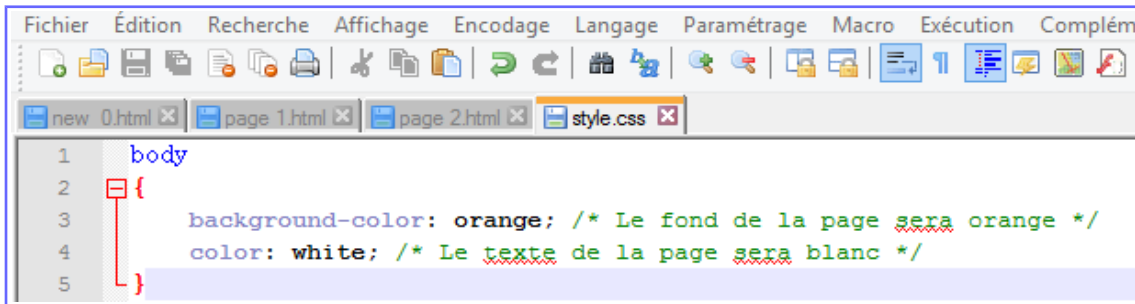 Fichier Édition Recherche Affichage Encodage Langage Paramétrage Macro Exécution Complém
new 0.html page 1.html page 2.html style.css
1 body
2 {
3 background-color: orange; /* Le fond de la page sera orange */
4 color: white; /* Le texte de la page sera blanc */
5 }